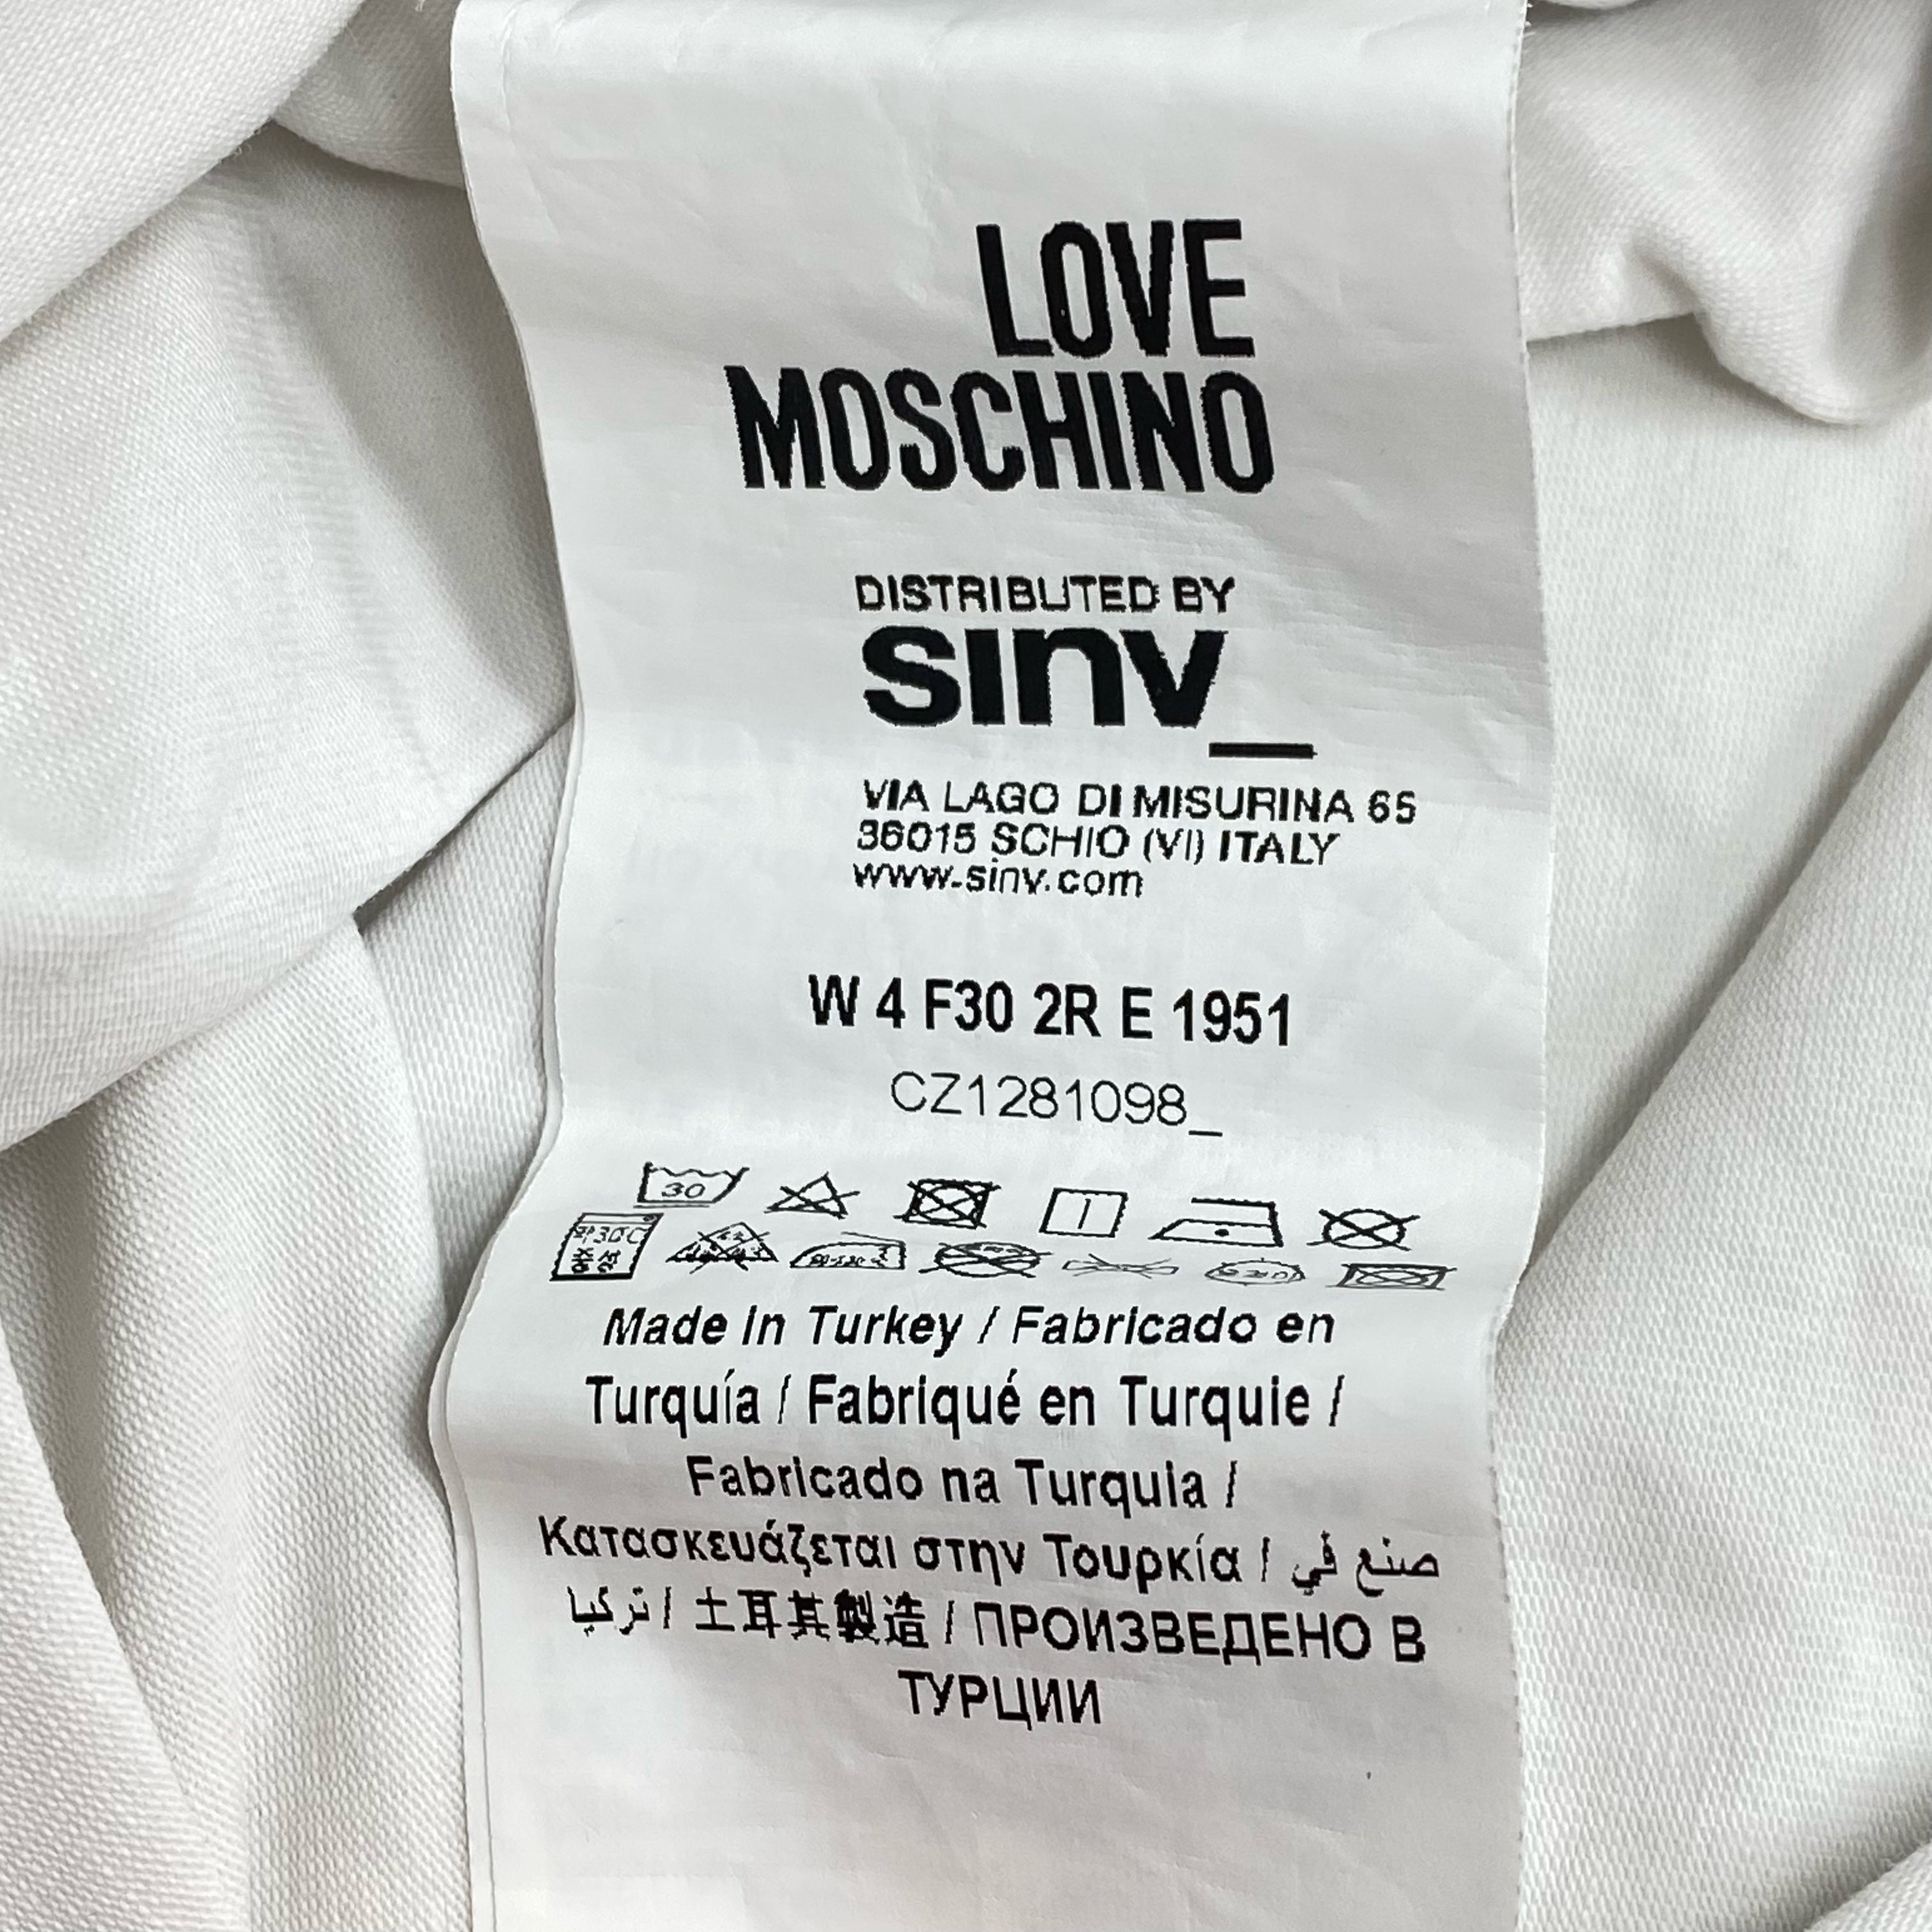 LOVE
MOSCHINO
DISTRIBUTED BY
sinv_
VIA LAGO DI MISURINA 65
36015 SCHIO (VI) ITALY
www.sinv.com
W 4 F30 2R E 1951
CZ1281098_
30
Made in Turkey / Fabricado en
Turquía / Fabriqué en Turquie /
Fabricado na Turquia /
Κατασκευάζεται στην Τουρκία / صنع في
تركيا / 土耳其製造 / ПРОИЗВЕДЕНО В
ТУРЦИИ